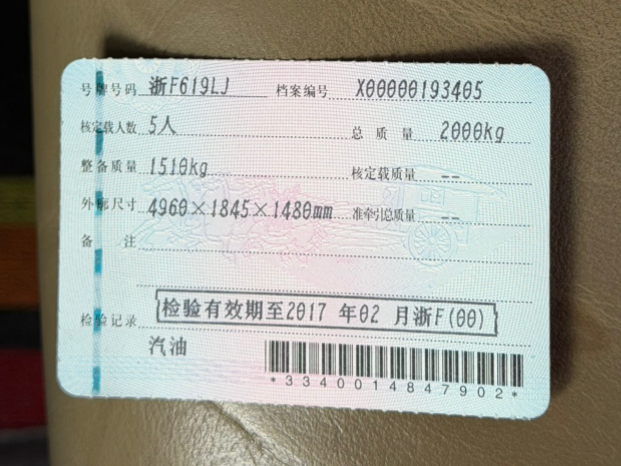 号牌号码 浙F619LJ 档案编号 X00000193405
核定载人数 5人 总质量 2000kg
整备质量 1510kg 核定载质量 --
外廓尺寸 4960×1845×1480mm 准牵引总质量 --
备注
检验记录 检验有效期至2017 年02 月浙F(00)
汽油
*3340014847902*